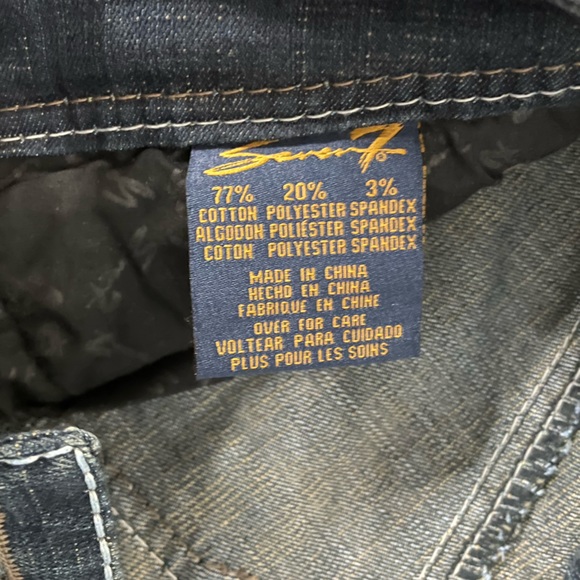 Seven7
77% 20% 3%
COTTON POLYESTER SPANDEX
ALGODON POLIÉSTER SPANDEX
COTON POLYESTER SPANDEX
MADE IN CHINA
HECHO EN CHINA
FABRIQUE EN CHINE
OVER FOR CARE
VOLTEAR PARA CUIDADO
PLUS POUR LES SOINS